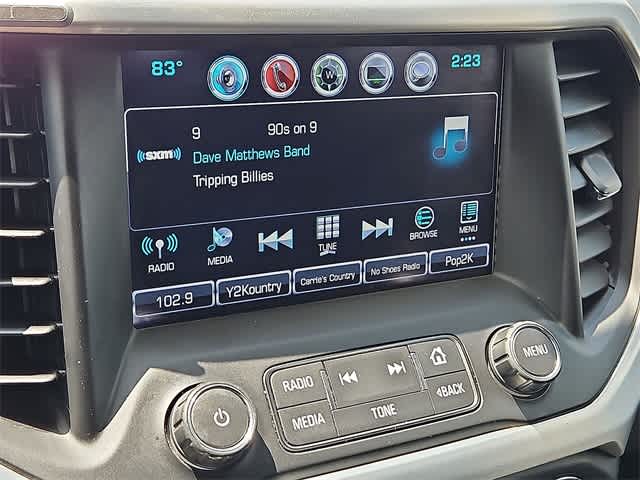 83° W 2:23
9 90s on 9
((sxm)) Dave Matthews Band
Tripping Billies
RADIO MEDIA TUNE BROWSE MENU
102.9 Y2Kountry Carrie's Country No Shoes Radio Pop2K
RADIO MENU
MEDIA TONE BACK